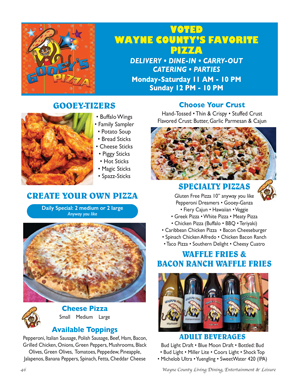 VOTED
WAYNE COUNTY'S FAVORITE
PIZZA
DELIVERY • DINE-IN • CARRY-OUT
CATERING • PARTIES
Monday-Saturday 11 AM - 10 PM
Sunday 12 PM - 10 PM
GOOEY'S
PIZZA
GOOEY-TIZERS
• Buffalo Wings
• Family Sampler
• Potato Soup
• Bread Sticks
• Cheese Sticks
• Piggy Sticks
• Hot Sticks
• Magic Sticks
• Spazz-Sticks
CREATE YOUR OWN PIZZA
Daily Special: 2 medium or 2 large
Anyway you like
Cheese Pizza
Small Medium Large
Available Toppings
Pepperoni, Italian Sausage, Polish Sausage, Beef, Ham, Bacon,
Grilled Chicken, Onions, Green Peppers, Mushrooms, Black
Olives, Green Olives, Tomatoes, Peppedew, Pineapple,
Jalapenos, Banana Peppers, Spinach, Fetta, Cheddar Cheese
Choose Your Crust
Hand-Tossed • Thin & Crispy • Stuffed Crust
Flavored Crust: Butter, Garlic Parmesan & Cajun
SPECIALTY PIZZAS
Gluten Free Pizza 10" anyway you like
Pepperoni Dreamers • Gooey-Gonzo
• Fiery Cajun • Hawaiian • Veggie
• Greek Pizza • White Pizza • Meaty Pizza
• Chicken Pizza (Buffalo • BBQ • Teriyaki)
• Caribbean Chicken Pizza • Bacon Cheeseburger
• Spinach Chicken Alfredo • Chicken Bacon Ranch
• Taco Pizza • Southern Delight • Cheesy Cuatro
WAFFLE FRIES &
BACON RANCH WAFFLE FRIES
ADULT BEVERAGES
Bud Light Draft • Blue Moon Draft • Bottled Bud
• Bud Light • Miller Lite • Coors Light • Shock Top
• Michelob Ultra • Yuengling • SweetWater 420 (IPA)
Wayne County Living Dining, Entertainment & Leisure